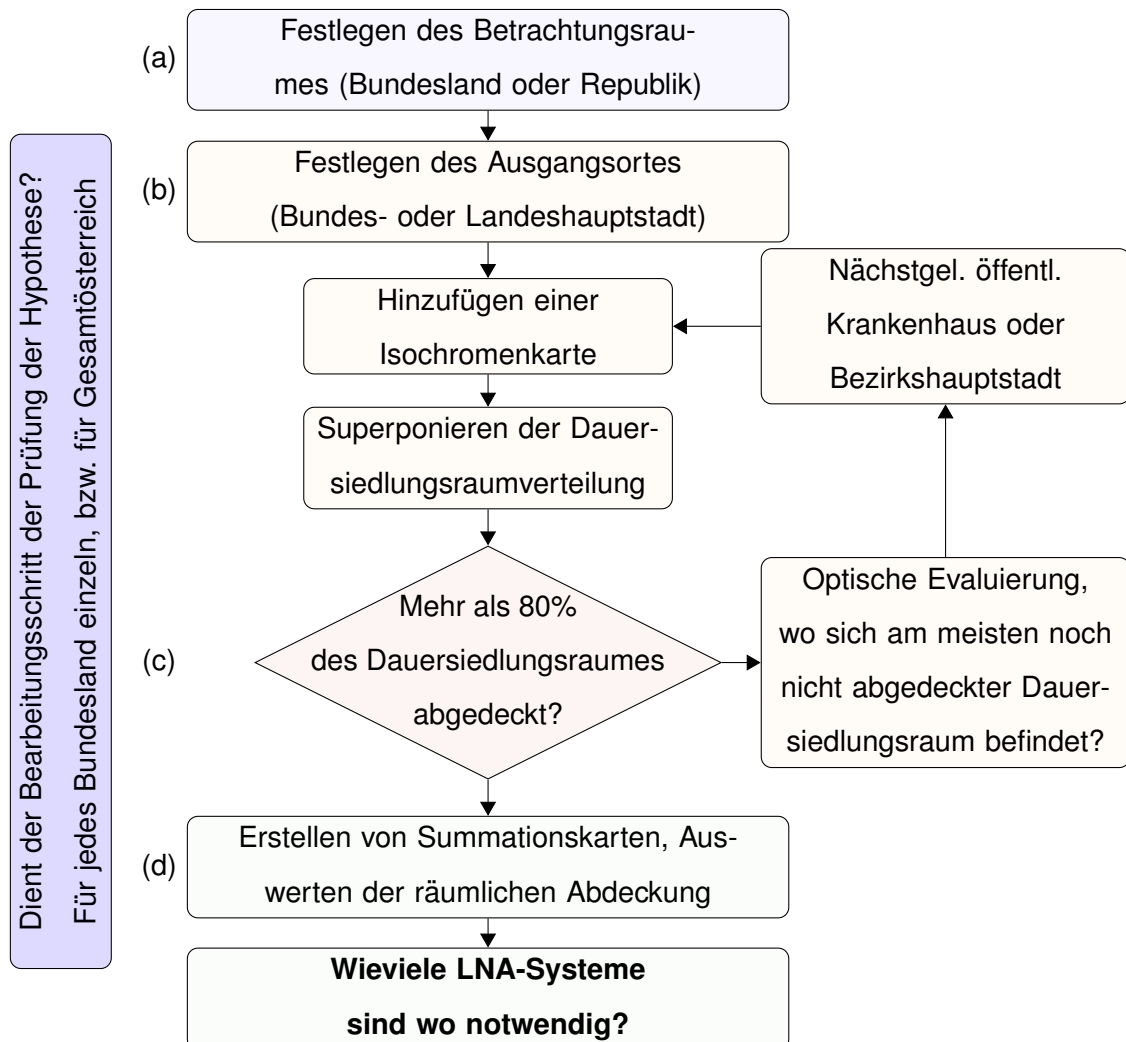 (a)
Festlegen des Betrachtungsrau-
mes (Bundesland oder Republik)
Dient der Bearbeitungsschritt der Prüfung der Hypothese?
Für jedes Bundesland einzeln, bzw. für Gesamtösterreich
(b)
Festlegen des Ausgangsortes
(Bundes- oder Landeshauptstadt)
Hinzufügen einer
Isochromenkarte
Nächstgel. öffentl.
Krankenhaus oder
Bezirkshauptstadt
Superponieren der Dauer-
siedlungsraumverteilung
(c)
Mehr als 80%
des Dauersiedlungsraumes
abgedeckt?
Optische Evaluierung,
wo sich am meisten noch
nicht abgedeckter Dauer-
siedlungsraum befindet?
(d)
Erstellen von Summationskarten, Aus-
werten der räumlichen Abdeckung
Wieviele LNA-Systeme
sind wo notwendig?